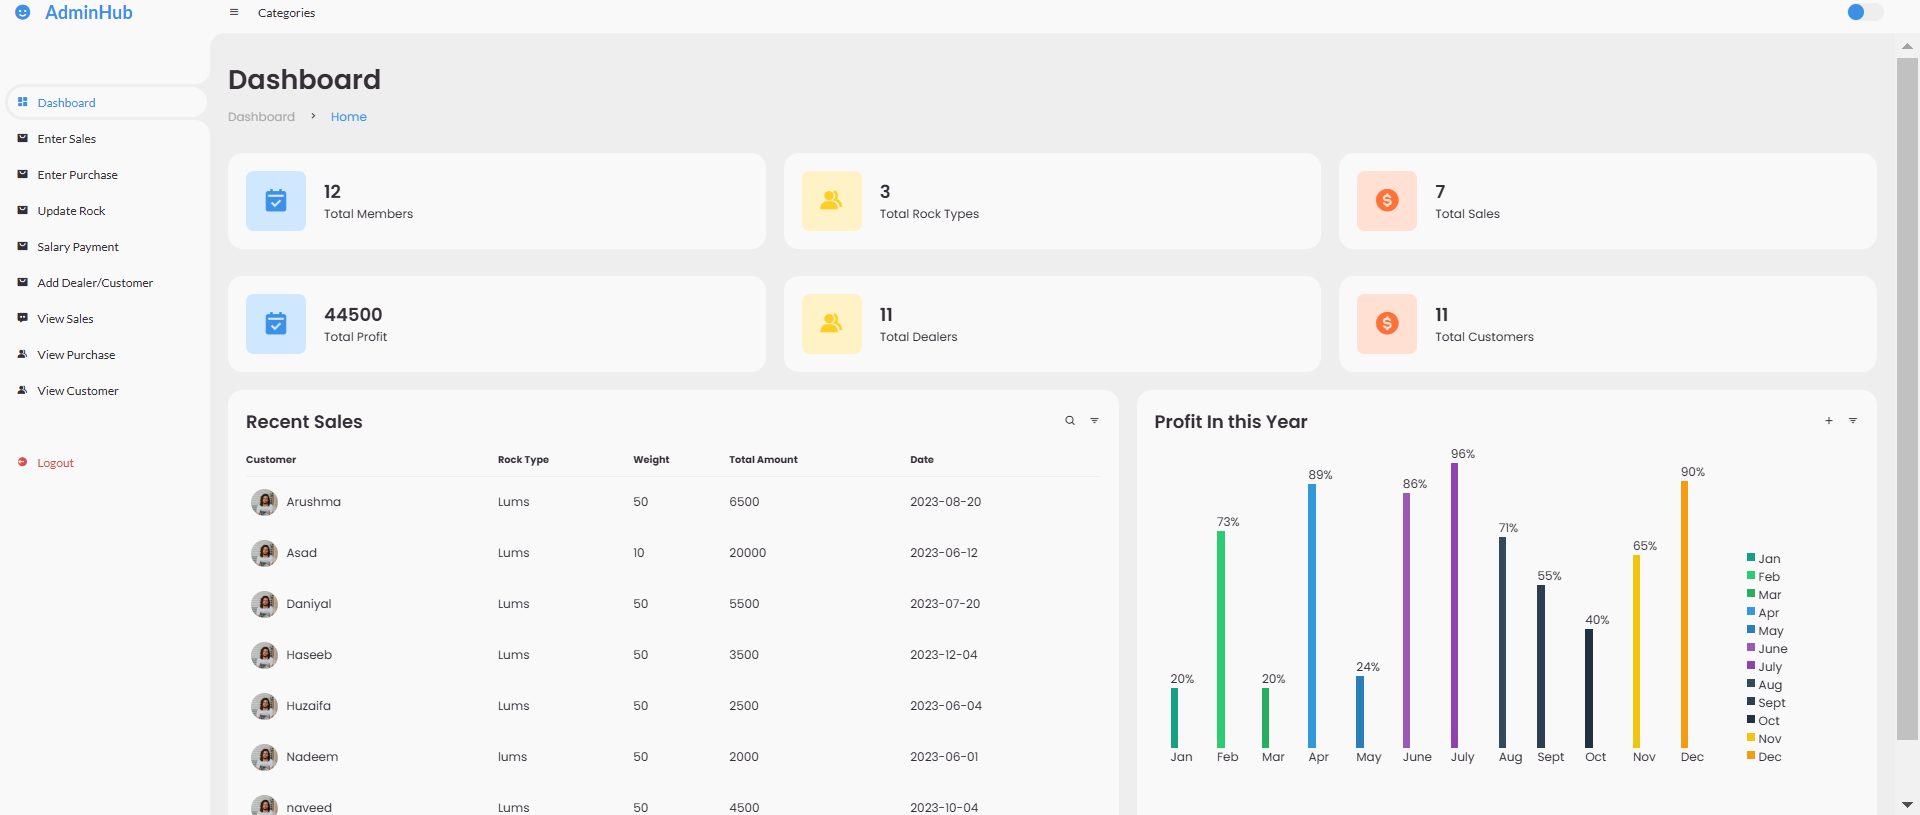 AdminHub
Categories
Dashboard
Enter Sales
Enter Purchase
Update Rock
Salary Payment
Add Dealer/Customer
View Sales
View Purchase
View Customer
Logout
Dashboard
Dashboard > Home
12
Total Members
3
Total Rock Types
7
Total Sales
44500
Total Profit
11
Total Dealers
11
Total Customers
Recent Sales
Customer Rock Type Weight Total Amount Date
Arushma Lums 50 6500 2023-08-20
Asad Lums 10 20000 2023-06-12
Daniyal Lums 50 5500 2023-07-20
Haseeb Lums 50 3500 2023-12-04
Huzaifa Lums 50 2500 2023-06-04
Nadeem lums 50 2000 2023-06-01
naveed Lums 50 4500 2023-10-04
Profit In this Year
20% 73% 20% 89% 24% 86% 96% 71% 55% 40% 65% 90%
Jan Feb Mar Apr May June July Aug Sept Oct Nov Dec
Jan
Feb
Mar
Apr
May
June
July
Aug
Sept
Oct
Nov
Dec